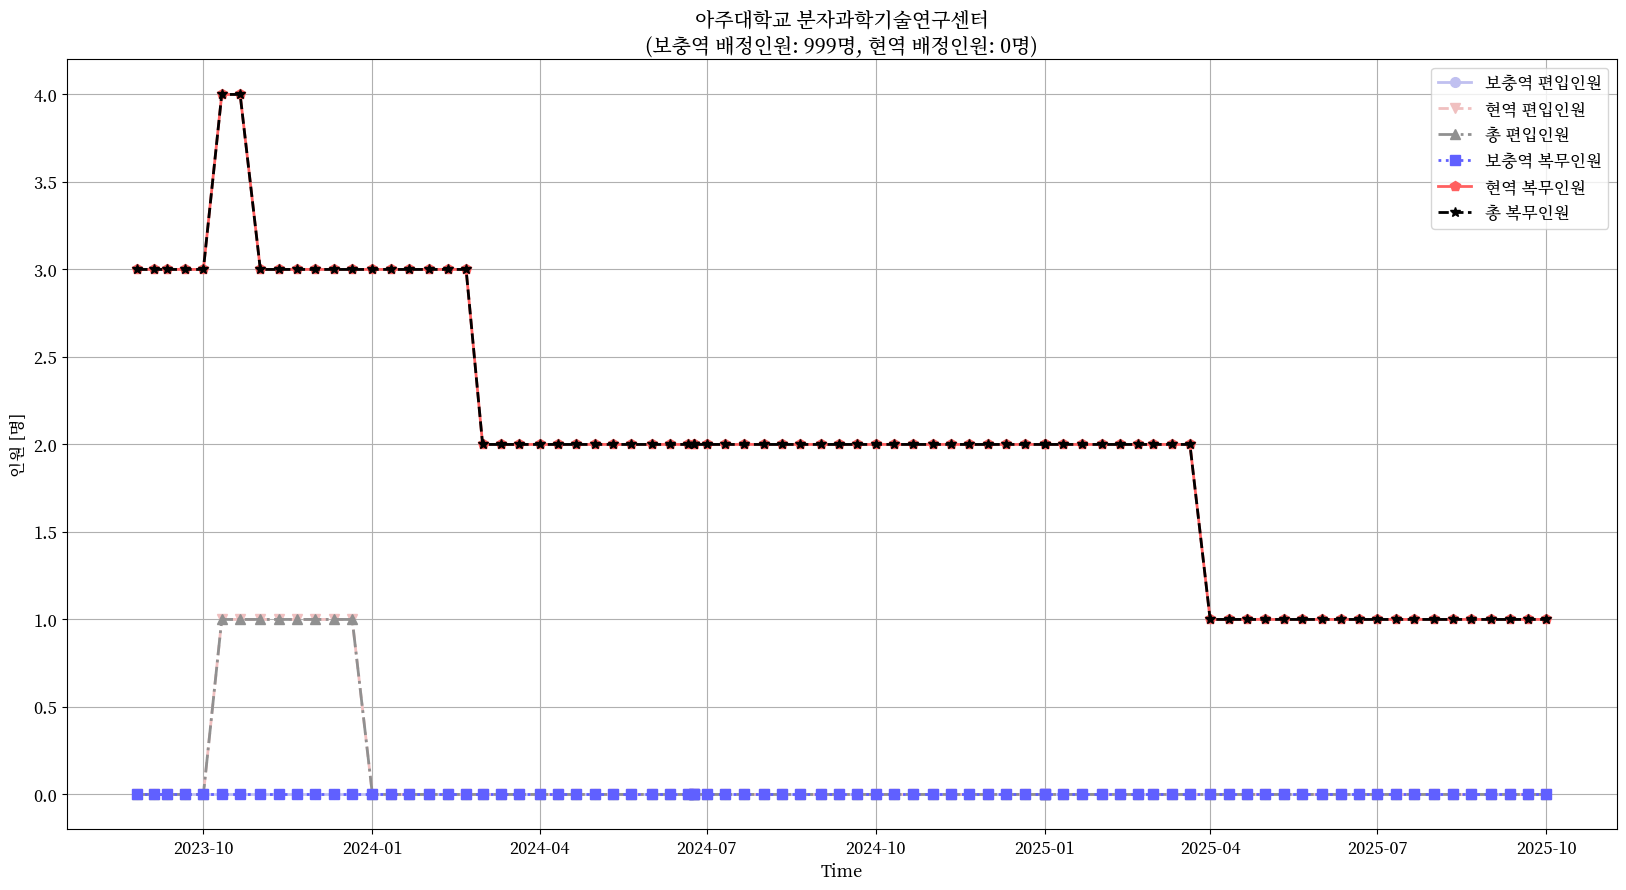 아주대학교 분자과학기술연구센터
(보충역 배정인원: 999명, 현역 배정인원: 0명)
보충역 편입인원
현역 편입인원
총 편입인원
보충역 복무인원
현역 복무인원
총 복무인원
인원 [명]
4.0
3.5
3.0
2.5
2.0
1.5
1.0
0.5
0.0
2023-10
2024-01
2024-04
2024-07
2024-10
2025-01
2025-04
2025-07
2025-10
Time